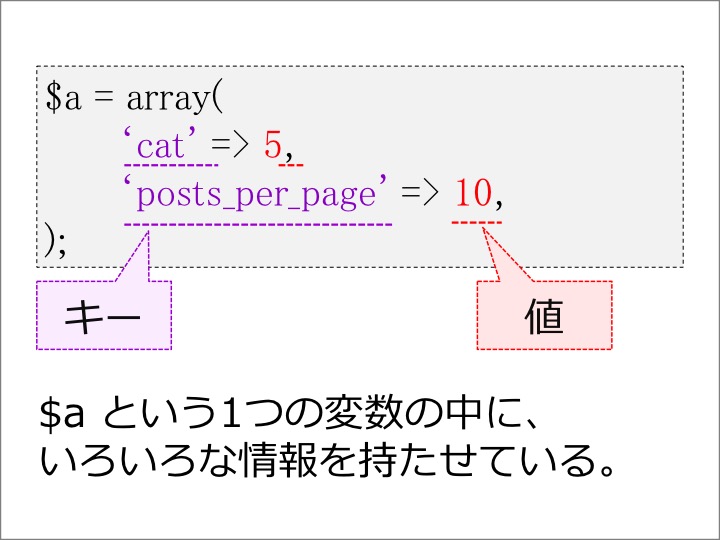 $a = array(
‘cat’ => 5,
‘posts_per_page’ => 10,
);
キー
値
$a という1つの変数の中に、
いろいろな情報を持たせている。